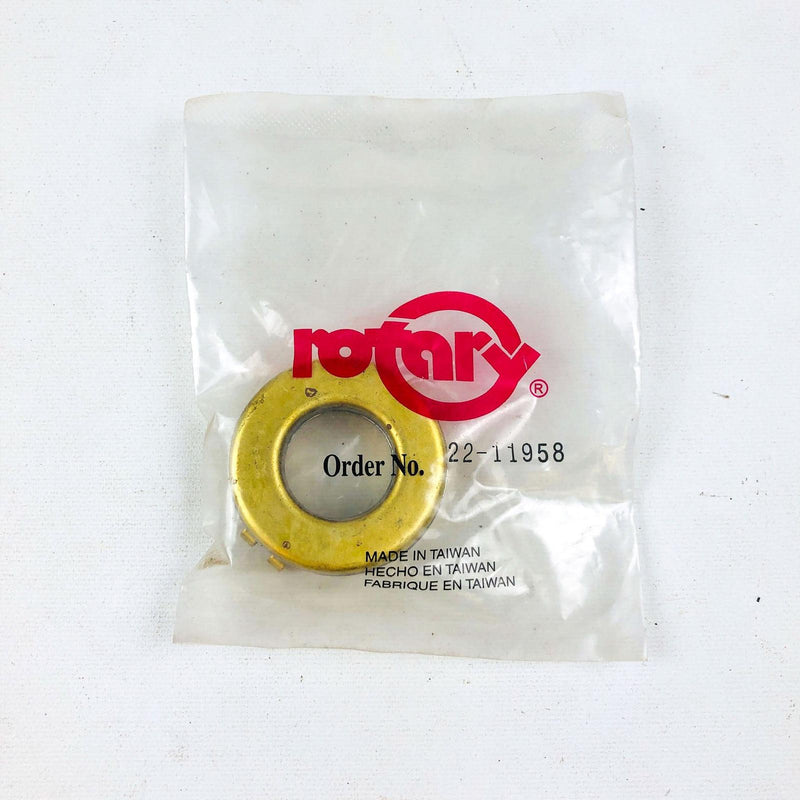 rotary®
Order No. 22-11958
MADE IN TAIWAN
HECHO EN TAIWAN
FABRIQUE EN TAIWAN